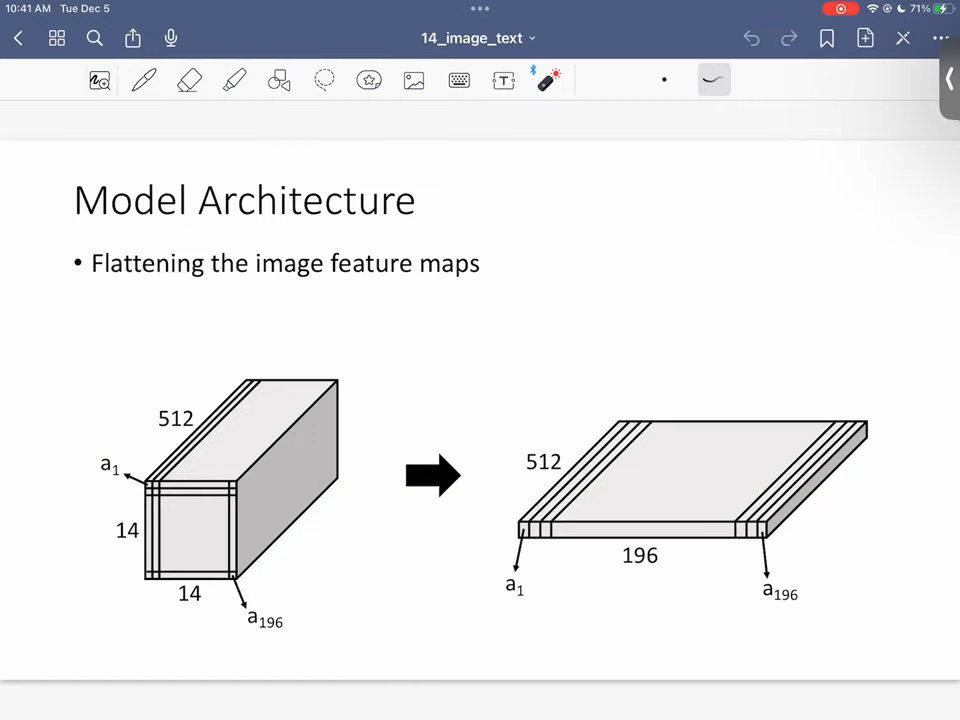 10:41 AM Tue Dec 5
71%
14_image_text
T
Model Architecture
• Flattening the image feature maps
512
a1
14
14
a196
512
196
a1
a196